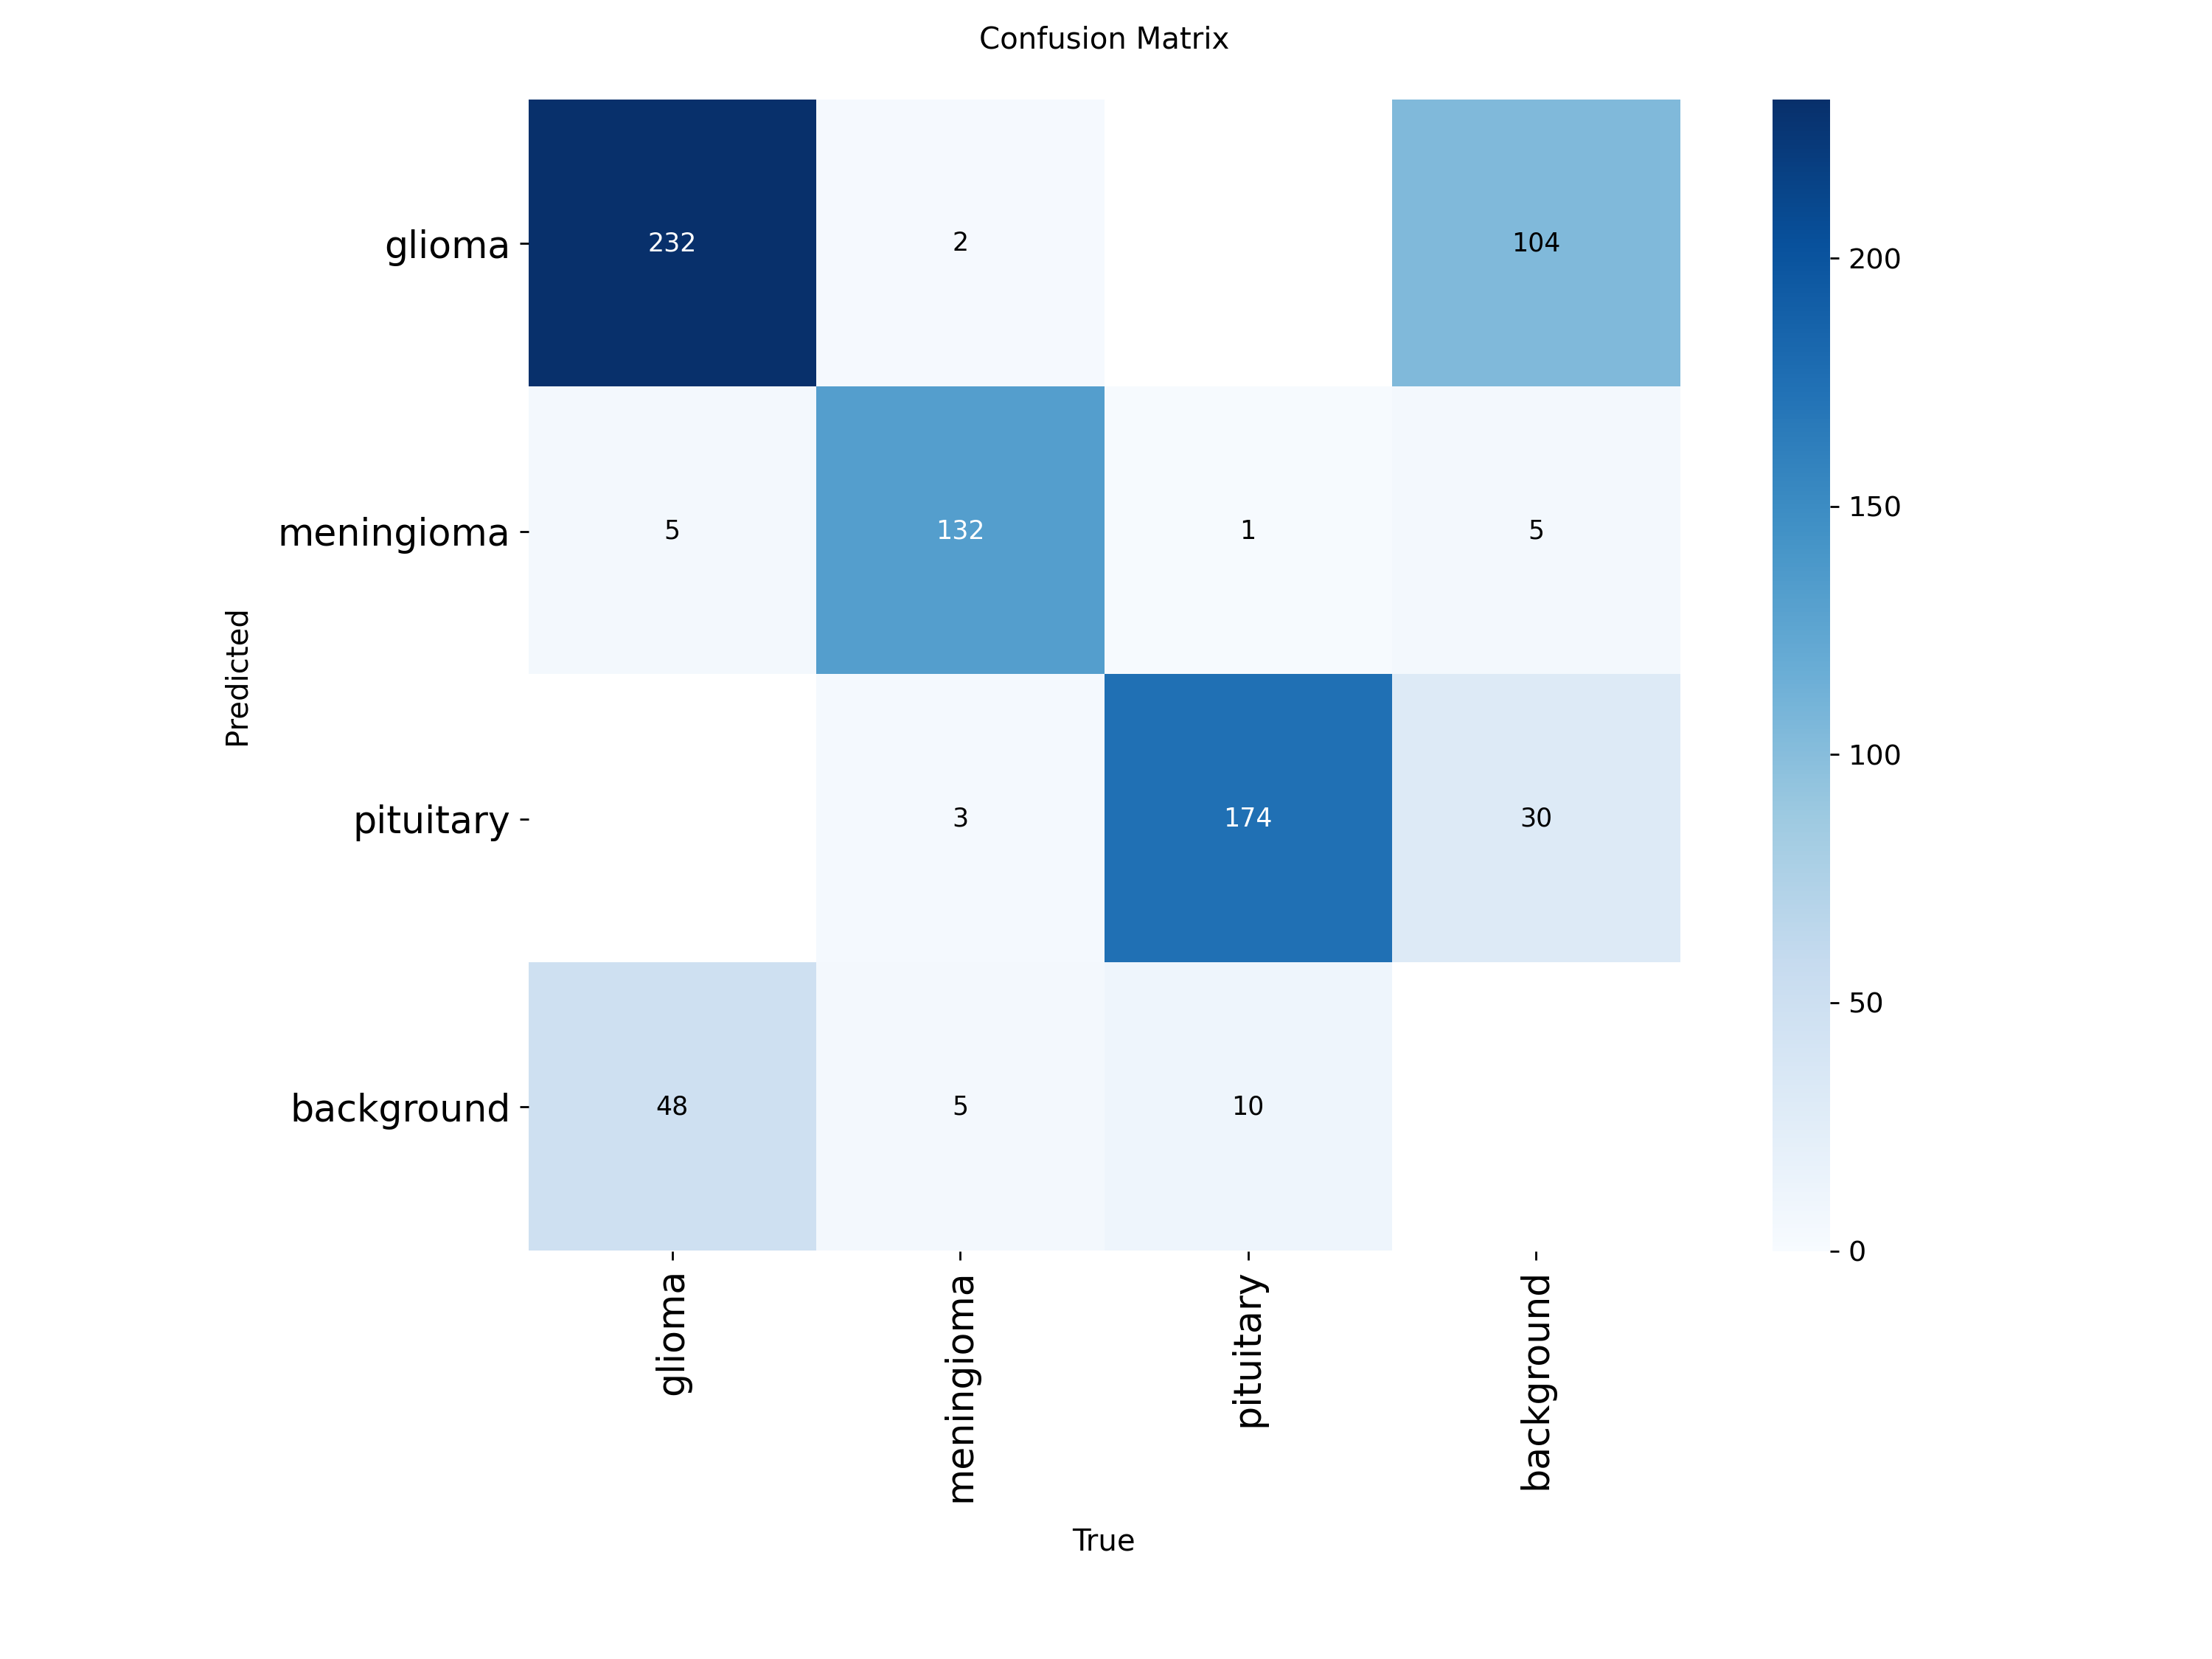 Confusion Matrix
glioma
232
2
104
200
meningioma
5
132
1
5
150
Predicted
100
pituitary
3
174
30
50
background
48
5
10
0
glioma
meningioma
pituitary
background
True